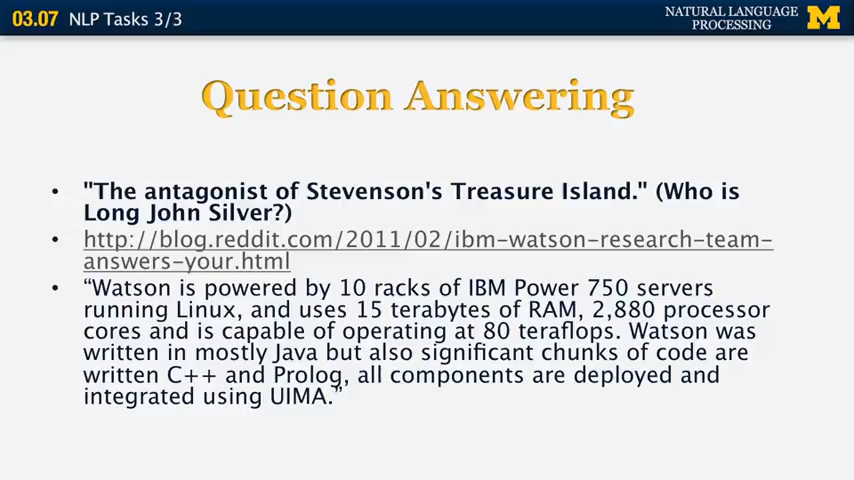 03.07 NLP Tasks 3/3
NATURAL LANGUAGE
PROCESSING
Question Answering
• "The antagonist of Stevenson's Treasure Island." (Who is
Long John Silver?)
• http://blog.reddit.com/2011/02/ibm-watson-research-team-
answers-your.html
• “Watson is powered by 10 racks of IBM Power 750 servers
running Linux, and uses 15 terabytes of RAM, 2,880 processor
cores and is capable of operating at 80 teraflops. Watson was
written in mostly Java but also significant chunks of code are
written C++ and Prolog, all components are deployed and
integrated using UIMA.”